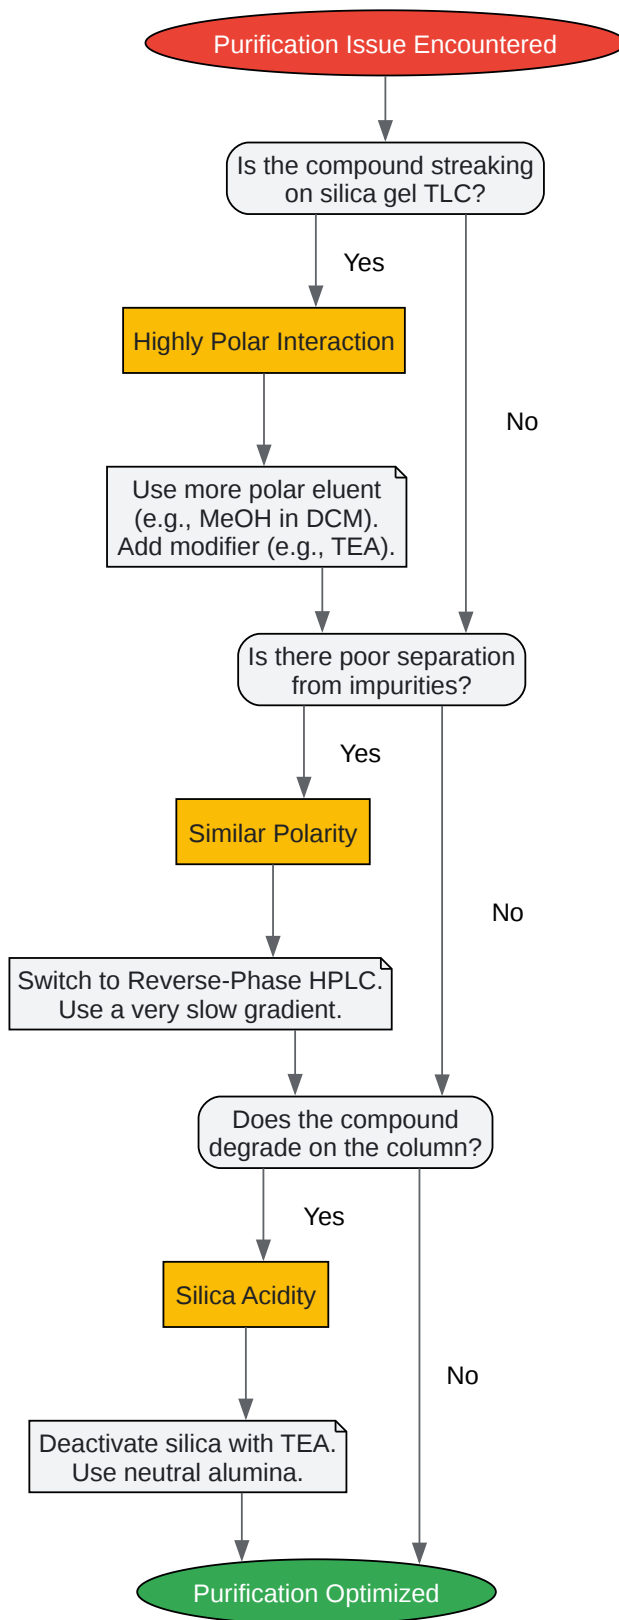 Purification Issue Encountered
Is the compound streaking
on silica gel TLC?
Yes
Highly Polar Interaction
No
Use more polar eluent
(e.g., MeOH in DCM).
Add modifier (e.g., TEA).
Is there poor separation
from impurities?
Yes
Similar Polarity
No
Switch to Reverse-Phase HPLC.
Use a very slow gradient.
Does the compound
degrade on the column?
Yes
Silica Acidity
No
Deactivate silica with TEA.
Use neutral alumina.
Purification Optimized